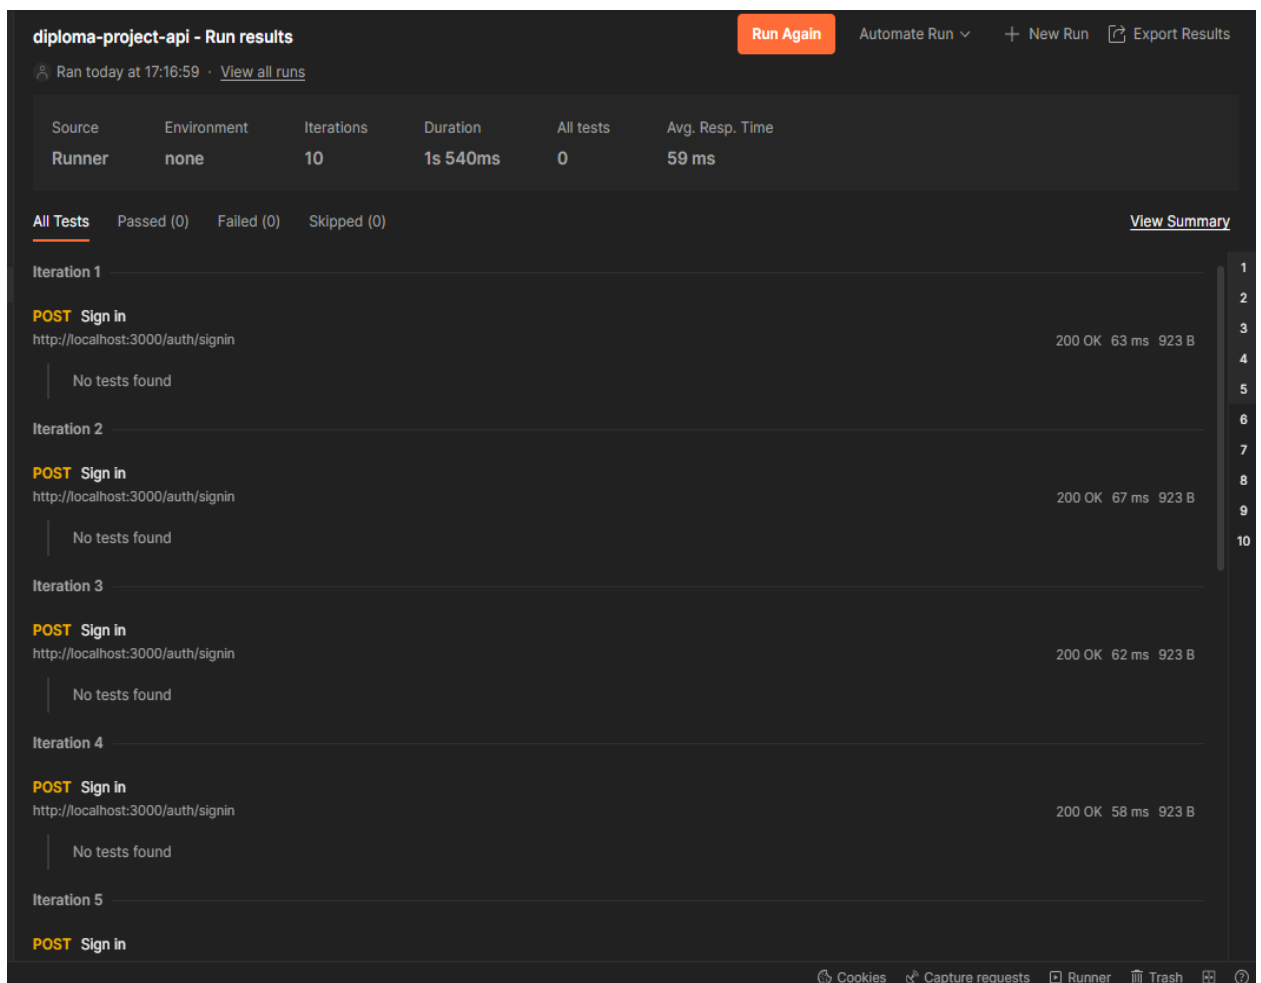 diploma-project-api - Run results
Run Again
Automate Run
New Run
Export Results
Ran today at 17:16:59 · View all runs
Source Environment Iterations Duration All tests Avg. Resp. Time
Runner none 10 1s 540ms 0 59 ms
All Tests Passed (0) Failed (0) Skipped (0) View Summary
Iteration 1
POST Sign in
http://localhost:3000/auth/signin
200 OK 63 ms 923 B
No tests found
Iteration 2
POST Sign in
http://localhost:3000/auth/signin
200 OK 67 ms 923 B
No tests found
Iteration 3
POST Sign in
http://localhost:3000/auth/signin
200 OK 62 ms 923 B
No tests found
Iteration 4
POST Sign in
http://localhost:3000/auth/signin
200 OK 58 ms 923 B
No tests found
Iteration 5
POST Sign in
1
2
3
4
5
6
7
8
9
10
Cookies Capture requests Runner Trash